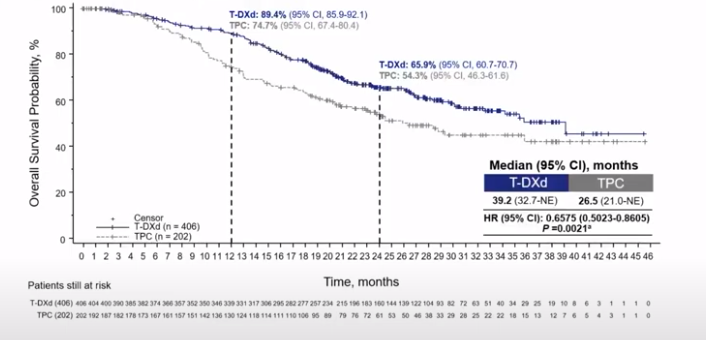 T-DXd: 89.4% (95% CI, 85.9-92.1)
TPC: 74.7% (95% CI, 67.4-80.4)
T-DXd: 65.9% (95% CI, 60.7-70.7)
TPC: 54.3% (95% CI, 46.3-61.6)
Overall Survival Probability, %
100
80
60
40
20
0
Censor
T-DXd (n = 406)
TPC (n = 202)
Median (95% CI), months
T-DXd TPC
39.2 (32.7-NE) 26.5 (21.0-NE)
HR (95% CI): 0.6575 (0.5023-0.8605)
P =0.0021ª
0 1 2 3 4 5 6 7 8 9 10 11 12 13 14 15 16 17 18 19 20 21 22 23 24 25 26 27 28 29 30 31 32 33 34 35 36 37 38 39 40 41 42 43 44 45 46
Time, months
Patients still at risk
T-DXd (406) 406 404 400 390 385 382 374 366 357 352 350 346 339 331 317 306 295 282 277 257 234 215 196 183 160 144 139 122 104 93 82 72 63 51 40 34 29 25 19 10 8 6 3 1 1 1 0
TPC (202) 202 192 187 182 178 173 167 161 157 151 142 136 130 124 118 114 111 110 106 95 89 79 76 72 61 53 50 46 38 33 29 28 25 22 22 18 15 13 12 7 6 5 4 3 1 1 0